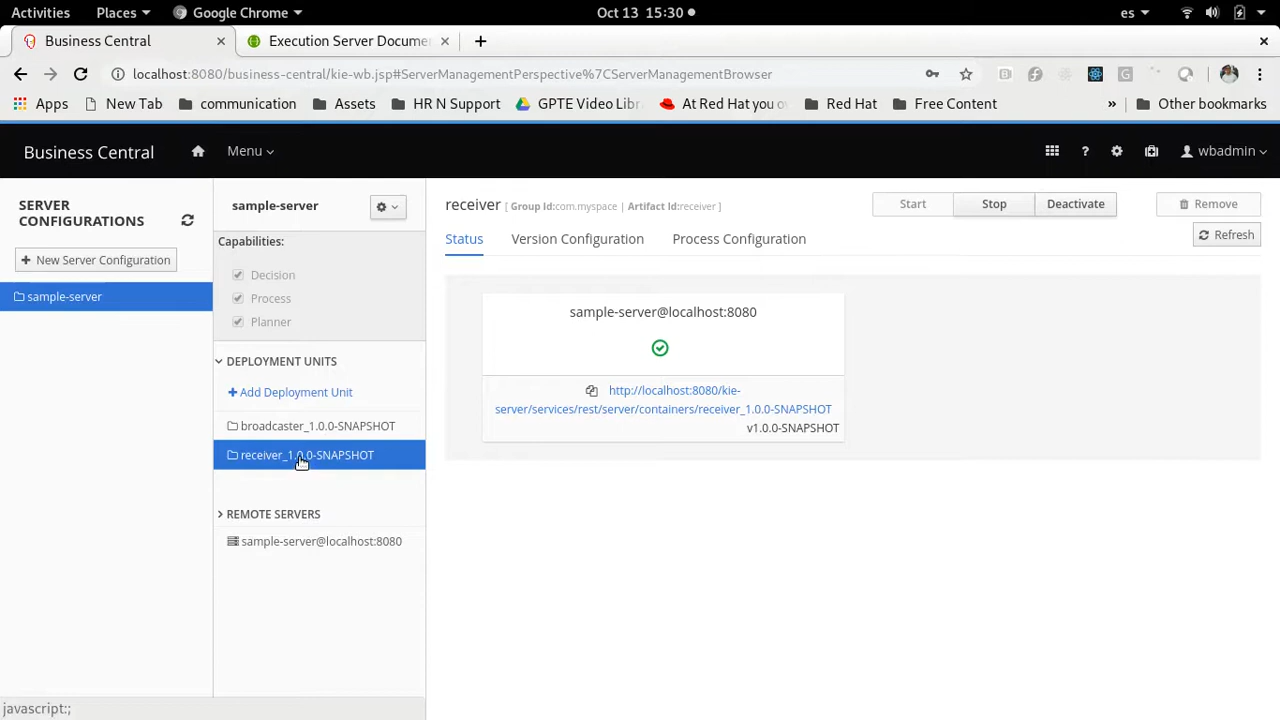 Activities Places Google Chrome Oct 13 15:30 es
Business Central Execution Server Docume
localhost:8080/business-central/kie-wb.jsp#ServerManagementPerspective%7CServerManagementBrowser
Apps New Tab communication Assets HR N Support GPTE Video Libr At Red Hat you o Red Hat Free Content » Other bookmarks
Business Central Menu ? wbadmin
SERVER CONFIGURATIONS
+ New Server Configuration
sample-server
sample-server
Capabilities:
Decision
Process
Planner
DEPLOYMENT UNITS
+ Add Deployment Unit
broadcaster_1.0.0-SNAPSHOT
receiver_1.0.0-SNAPSHOT
REMOTE SERVERS
sample-server@localhost:8080
receiver [ Group Id:com.myspace | Artifact Id:receiver ]
Start Stop Deactivate Remove
Status Version Configuration Process Configuration Refresh
sample-server@localhost:8080
http://localhost:8080/kie-
server/services/rest/server/containers/receiver_1.0.0-SNAPSHOT
v1.0.0-SNAPSHOT
javascript:;